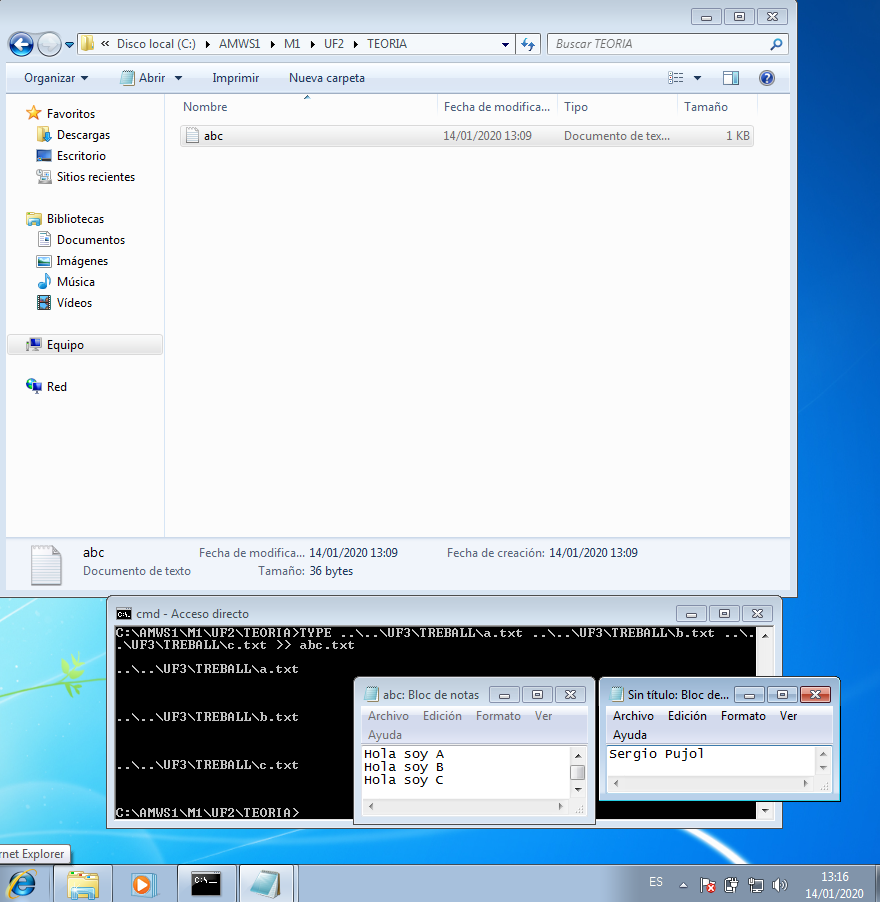 « Disco local (C:) ▸ AMWS1 ▸ M1 ▸ UF2 ▸ TEORIA
Buscar TEORIA
Organizar Abrir Imprimir Nueva carpeta
Nombre Fecha de modifica... Tipo Tamaño
abc 14/01/2020 13:09 Documento de tex... 1 KB
Favoritos
Descargas
Escritorio
Sitios recientes
Bibliotecas
Documentos
Imágenes
Música
Vídeos
Equipo
Red
abc Fecha de modifica... 14/01/2020 13:09 Fecha de creación: 14/01/2020 13:09
Documento de texto Tamaño: 36 bytes
cmd - Acceso directo
C:\AMWS1\M1\UF2\TEORIA>TYPE ..\..\UF3\TREBALL\a.txt ..\..\UF3\TREBALL\b.txt ..\.
.\UF3\TREBALL\c.txt >> abc.txt
..\..\UF3\TREBALL\a.txt
..\..\UF3\TREBALL\b.txt
..\..\UF3\TREBALL\c.txt
C:\AMWS1\M1\UF2\TEORIA>
abc: Bloc de notas
Archivo Edición Formato Ver
Ayuda
Hola soy A
Hola soy B
Hola soy C
Sin título: Bloc de...
Archivo Edición Formato Ver
Ayuda
Sergio Pujol
rnet Explorer
C:\
ES
13:16
14/01/2020